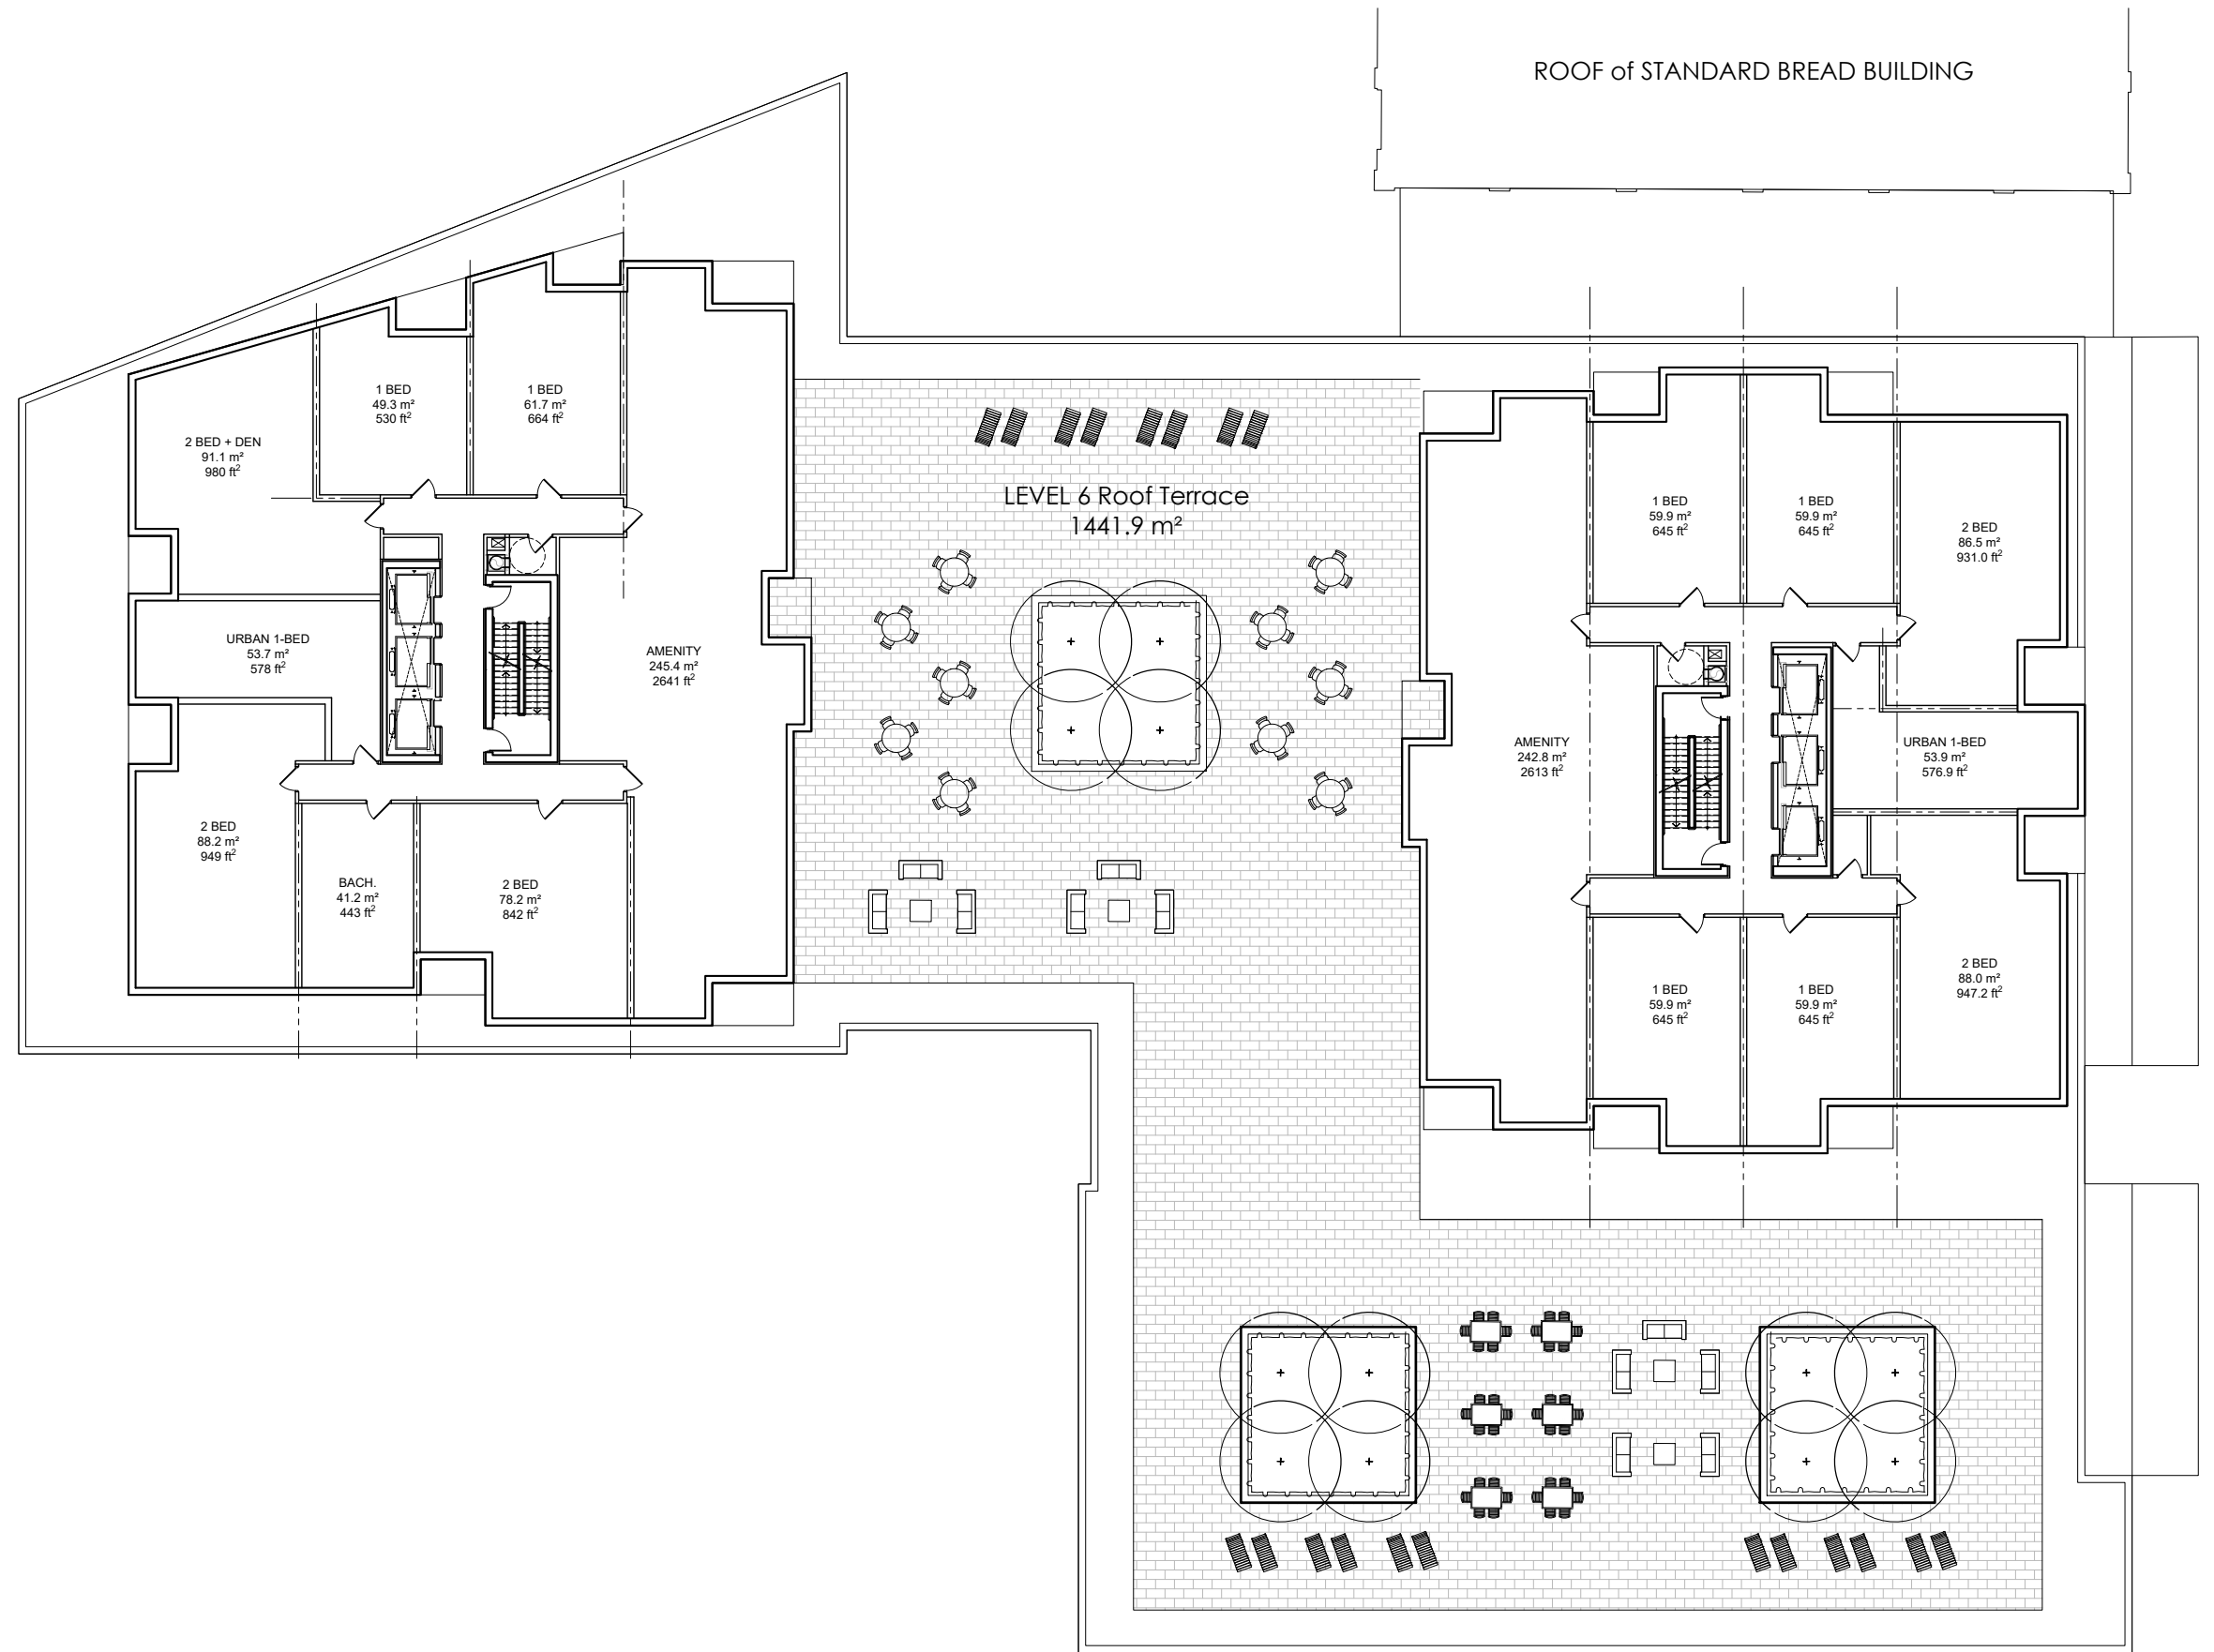 ROOF of STANDARD BREAD BUILDING
1 BED
49.3 m²
530 ft²
1 BED
61.7 m²
664 ft²
2 BED + DEN
91.1 m²
980 ft²
URBAN 1-BED
53.7 m²
578 ft²
AMENITY
245.4 m²
2641 ft²
2 BED
88.2 m²
949 ft²
BACH.
41.2 m²
443 ft²
2 BED
78.2 m²
842 ft²
LEVEL 6 Roof Terrace
1441.9 m²
1 BED
59.9 m²
645 ft²
1 BED
59.9 m²
645 ft²
2 BED
86.5 m²
931.0 ft²
AMENITY
242.8 m²
2613 ft²
URBAN 1-BED
53.9 m²
576.9 ft²
1 BED
59.9 m²
645 ft²
1 BED
59.9 m²
645 ft²
2 BED
88.0 m²
947.2 ft²